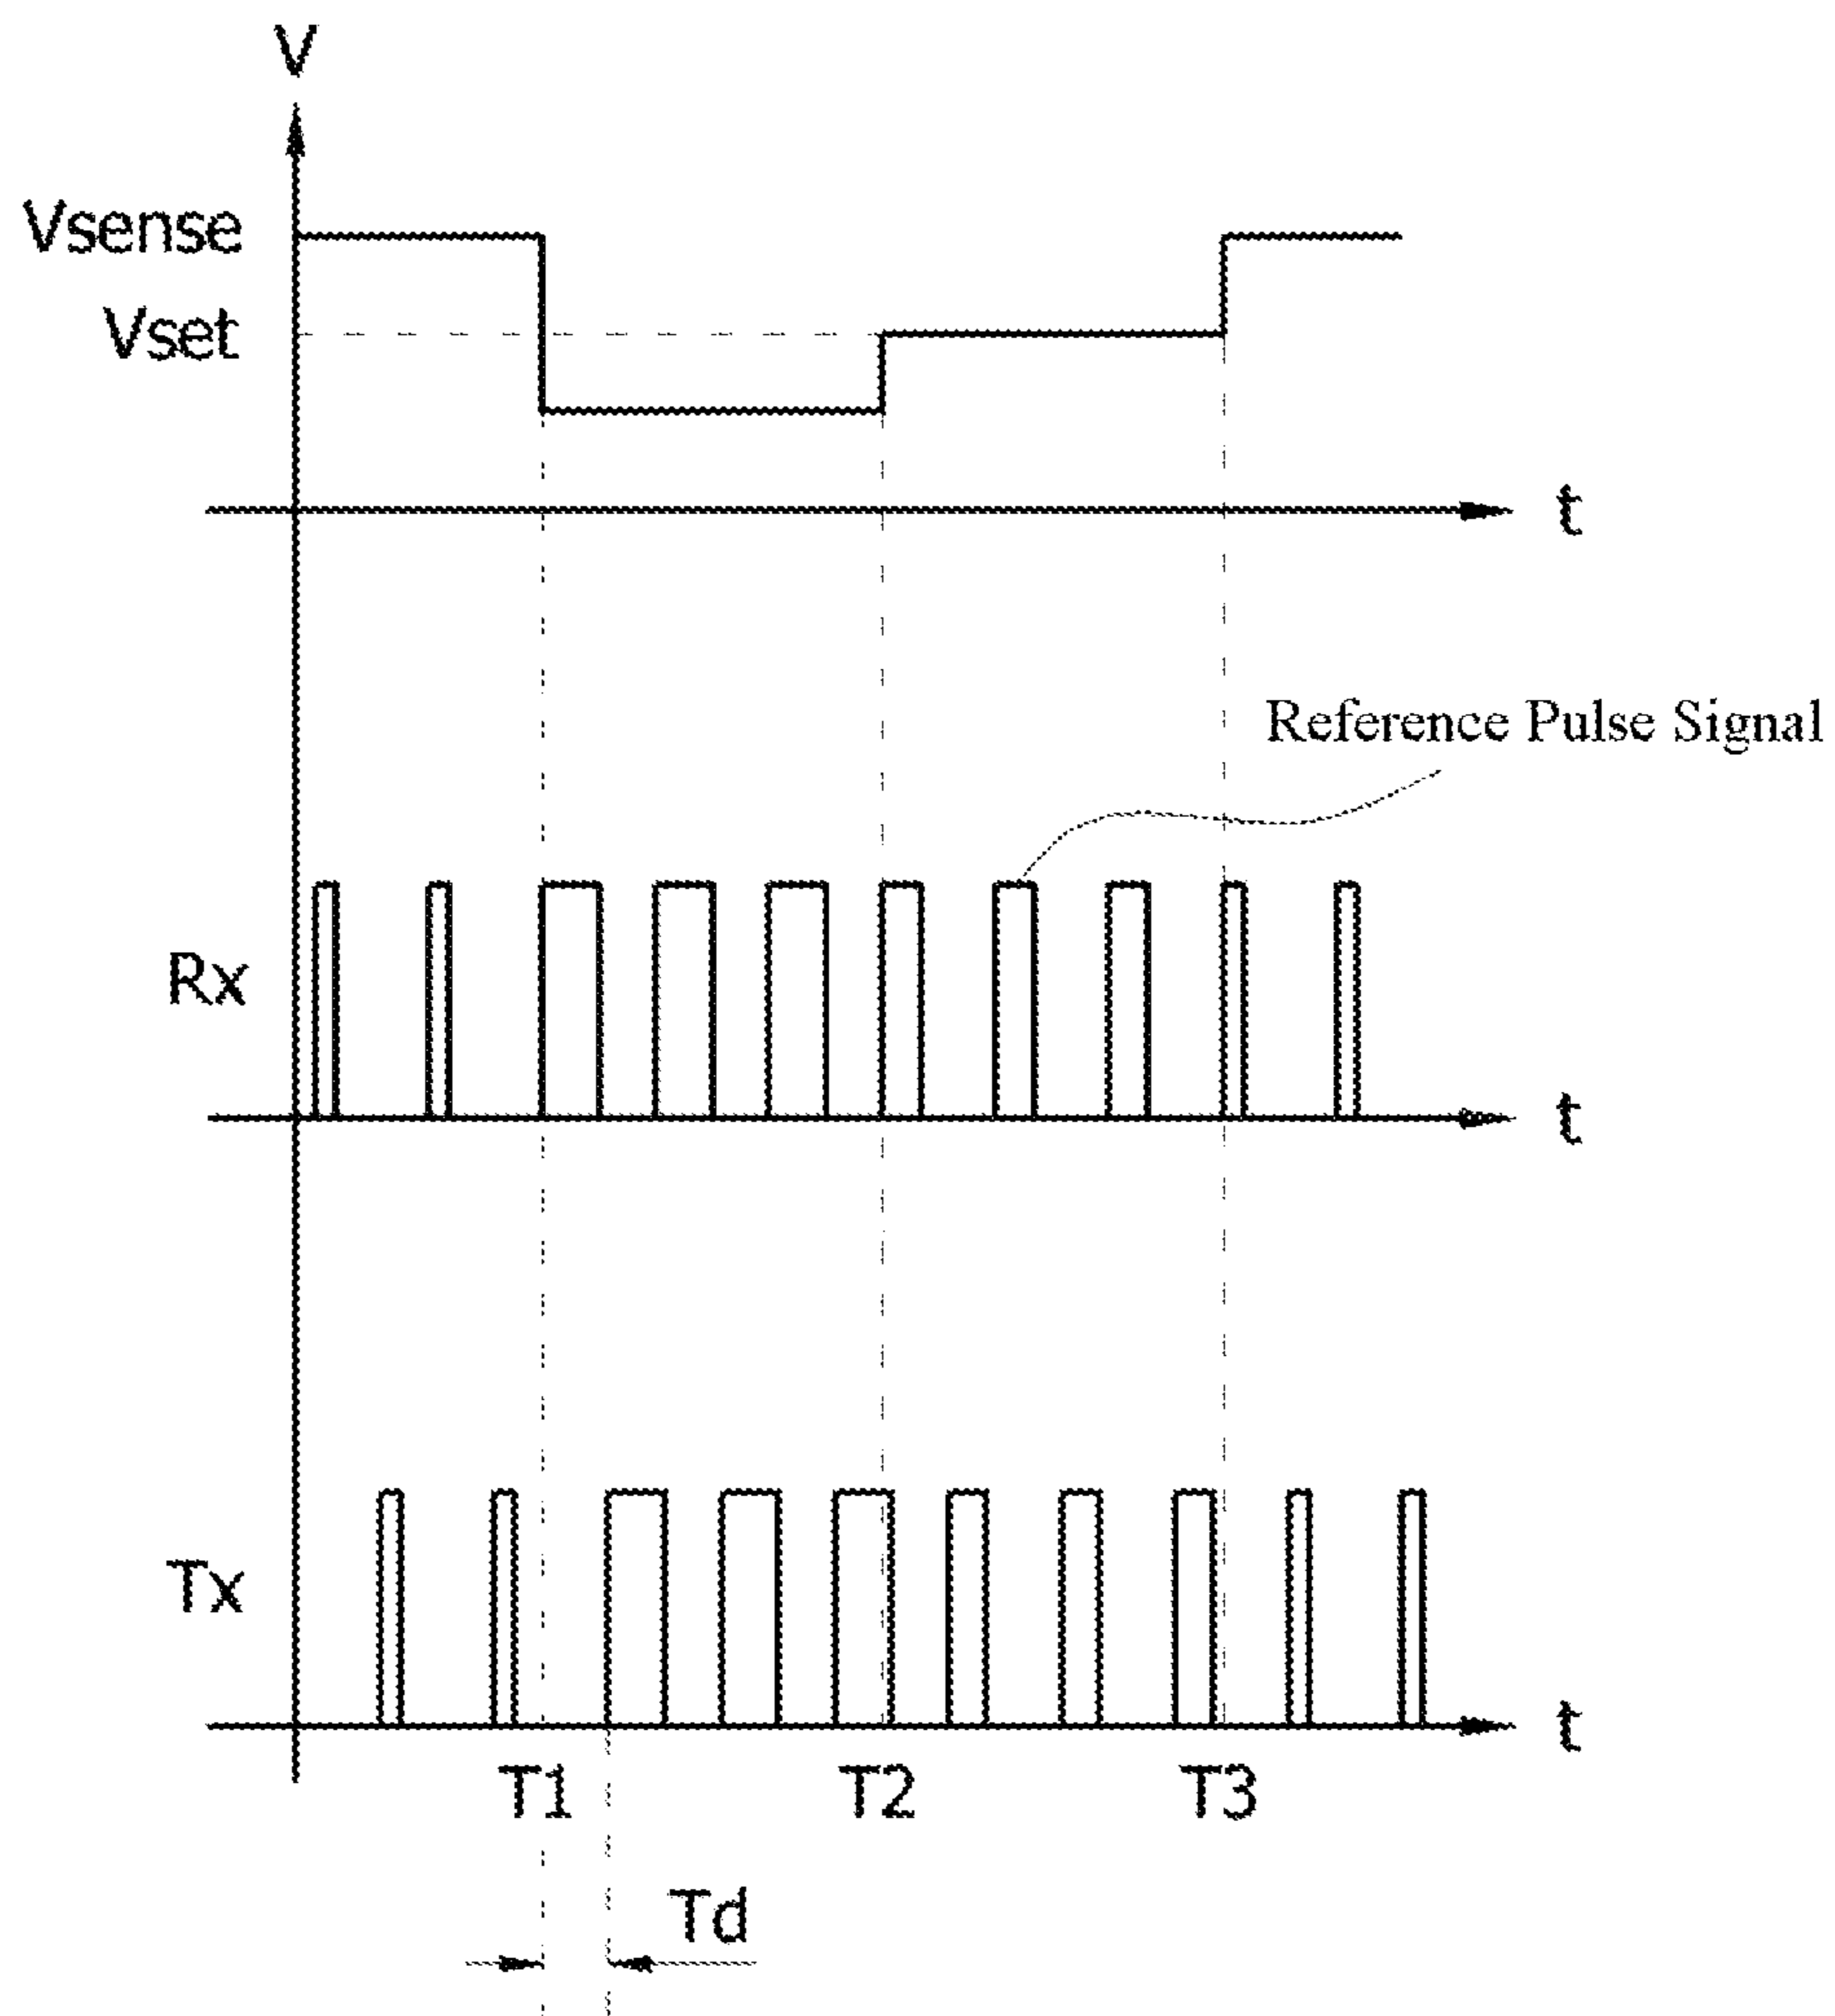 V
Vsense
Vset
t
Reference Pulse Signal
Rx
t
Tx
t
T1 T2 T3
Td